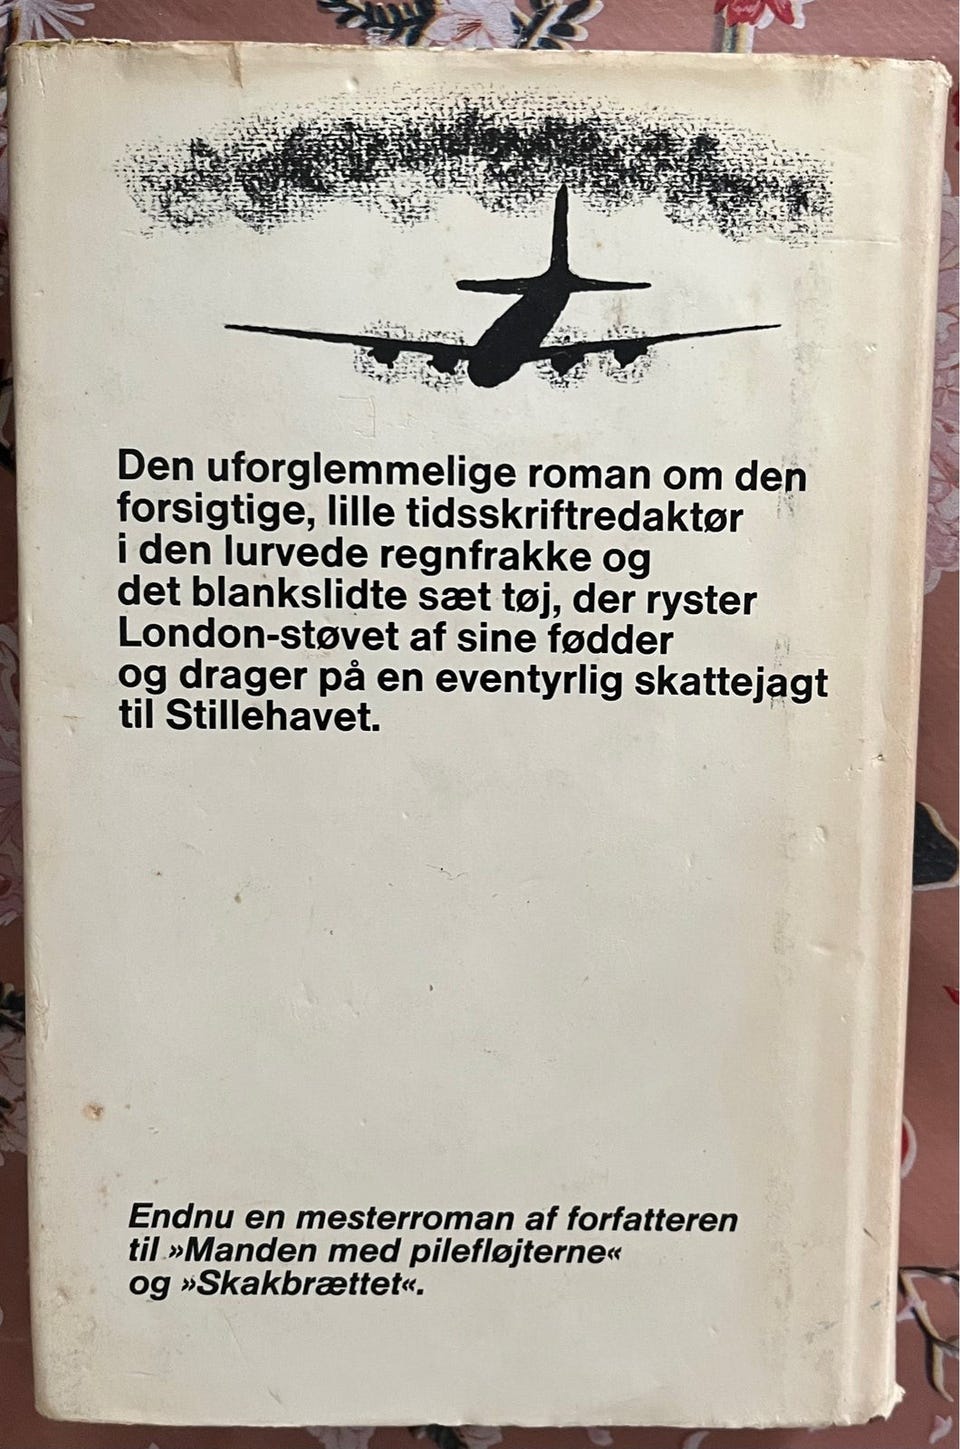 Den uforglemmelige roman om den
forsigtige, lille tidsskriftredaktør
i den lurvede regnfrakke og
det blankslidte sæt tøj, der ryster
London-støvet af sine fødder
og drager på en eventyrlig skattejagt
til Stillehavet.
Endnu en mesterroman af forfatteren
til »Manden med pilefløjterne«
og »Skakbrættet«.